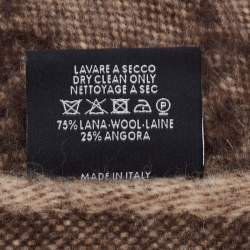 LAVARE A SECCO
DRY CLEAN ONLY
NETTOYAGE A SEC
P
75% LANA-WOOL-LAINE
25% ANGORA
MADE IN ITALY